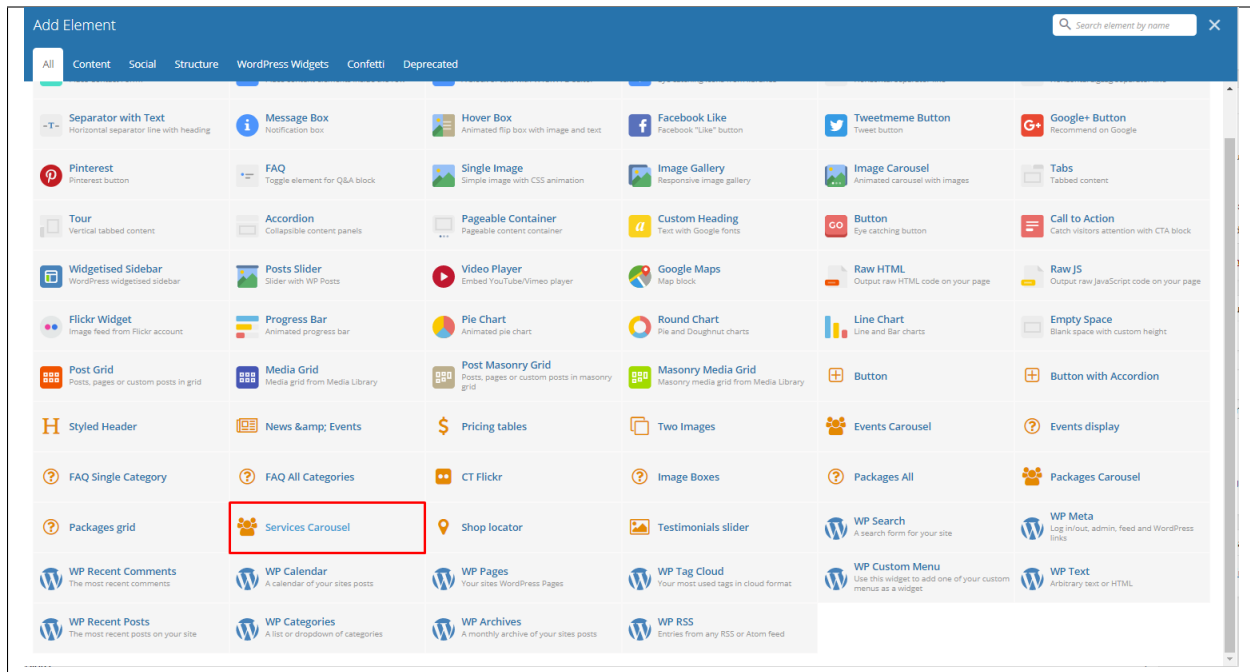 Add Element
Search element by name
All Content Social Structure WordPress Widgets Confetti Deprecated
Separator with Text
Horizontal separator line with heading
Message Box
Notification box
Hover Box
Animated flip box with image and text
Facebook Like
Facebook "Like" button
Tweetmeme Button
Tweet button
Google+ Button
Recommend on Google
Pinterest
Pinterest button
FAQ
Toggle element for Q&A block
Single Image
Simple image with CSS animation
Image Gallery
Responsive image gallery
Image Carousel
Animated carousel with images
Tabs
Tabbed content
Tour
Vertical tabbed content
Accordion
Collapsible content panels
Pageable Container
Pageable content container
Custom Heading
Text with Google fonts
GO
Button
Eye catching button
Call to Action
Catch visitors attention with CTA block
Widgetised Sidebar
WordPress widgetised sidebar
Posts Slider
Slider with WP Posts
Video Player
Embed YouTube/Vimeo player
Google Maps
Map block
Raw HTML
Output raw HTML code on your page
Raw JS
Output raw JavaScript code on your page
Flickr Widget
Image feed from Flickr account
Progress Bar
Animated progress bar
Pie Chart
Animated pie chart
Round Chart
Pie and Doughnut charts
Line Chart
Line and Bar charts
Empty Space
Blank space with custom height
Post Grid
Posts, pages or custom posts in grid
Media Grid
Media grid from Media Library
Post Masonry Grid
Posts, pages or custom posts in masonry
grid
Masonry Media Grid
Masonry media grid from Media Library
Button
Button with Accordion
Styled Header
News &amp; Events
Pricing tables
Two Images
Events Carousel
Events display
FAQ Single Category
FAQ All Categories
CT Flickr
Image Boxes
Packages All
Packages Carousel
Packages grid
Services Carousel
Shop locator
Testimonials slider
WP Search
A search form for your site
WP Meta
Log in/out, admin, feed and WordPress
links
WP Recent Comments
The most recent comments
WP Calendar
A calendar of your sites posts
WP Pages
Your sites WordPress Pages
WP Tag Cloud
Your most used tags in cloud format
WP Custom Menu
Use this widget to add one of your custom
menus as a widget
WP Text
Arbitrary text or HTML
WP Recent Posts
The most recent posts on your site
WP Categories
A list or dropdown of categories
WP Archives
A monthly archive of your sites posts
WP RSS
Entries from any RSS or Atom feed